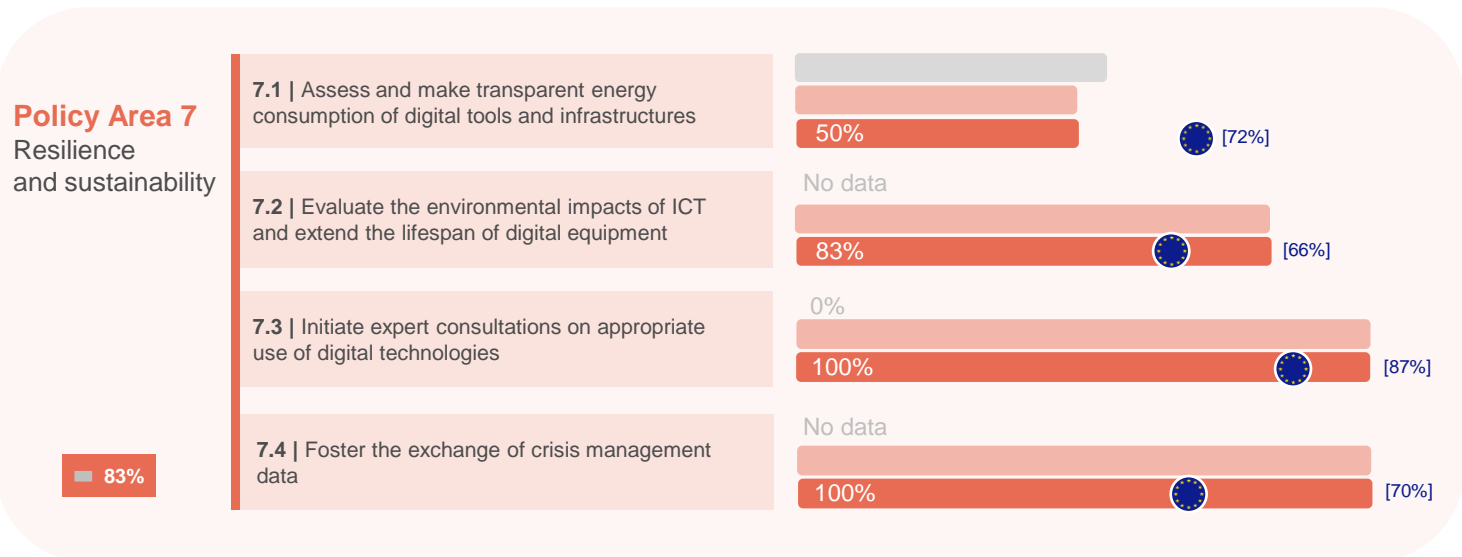 Policy Area 7
Resilience
and sustainability
83%
7.1 | Assess and make transparent energy
consumption of digital tools and infrastructures
50%
[72%]
7.2 | Evaluate the environmental impacts of ICT
and extend the lifespan of digital equipment
No data
83%
[66%]
7.3 | Initiate expert consultations on appropriate
use of digital technologies
0%
100%
[87%]
7.4 | Foster the exchange of crisis management
data
No data
100%
[70%]